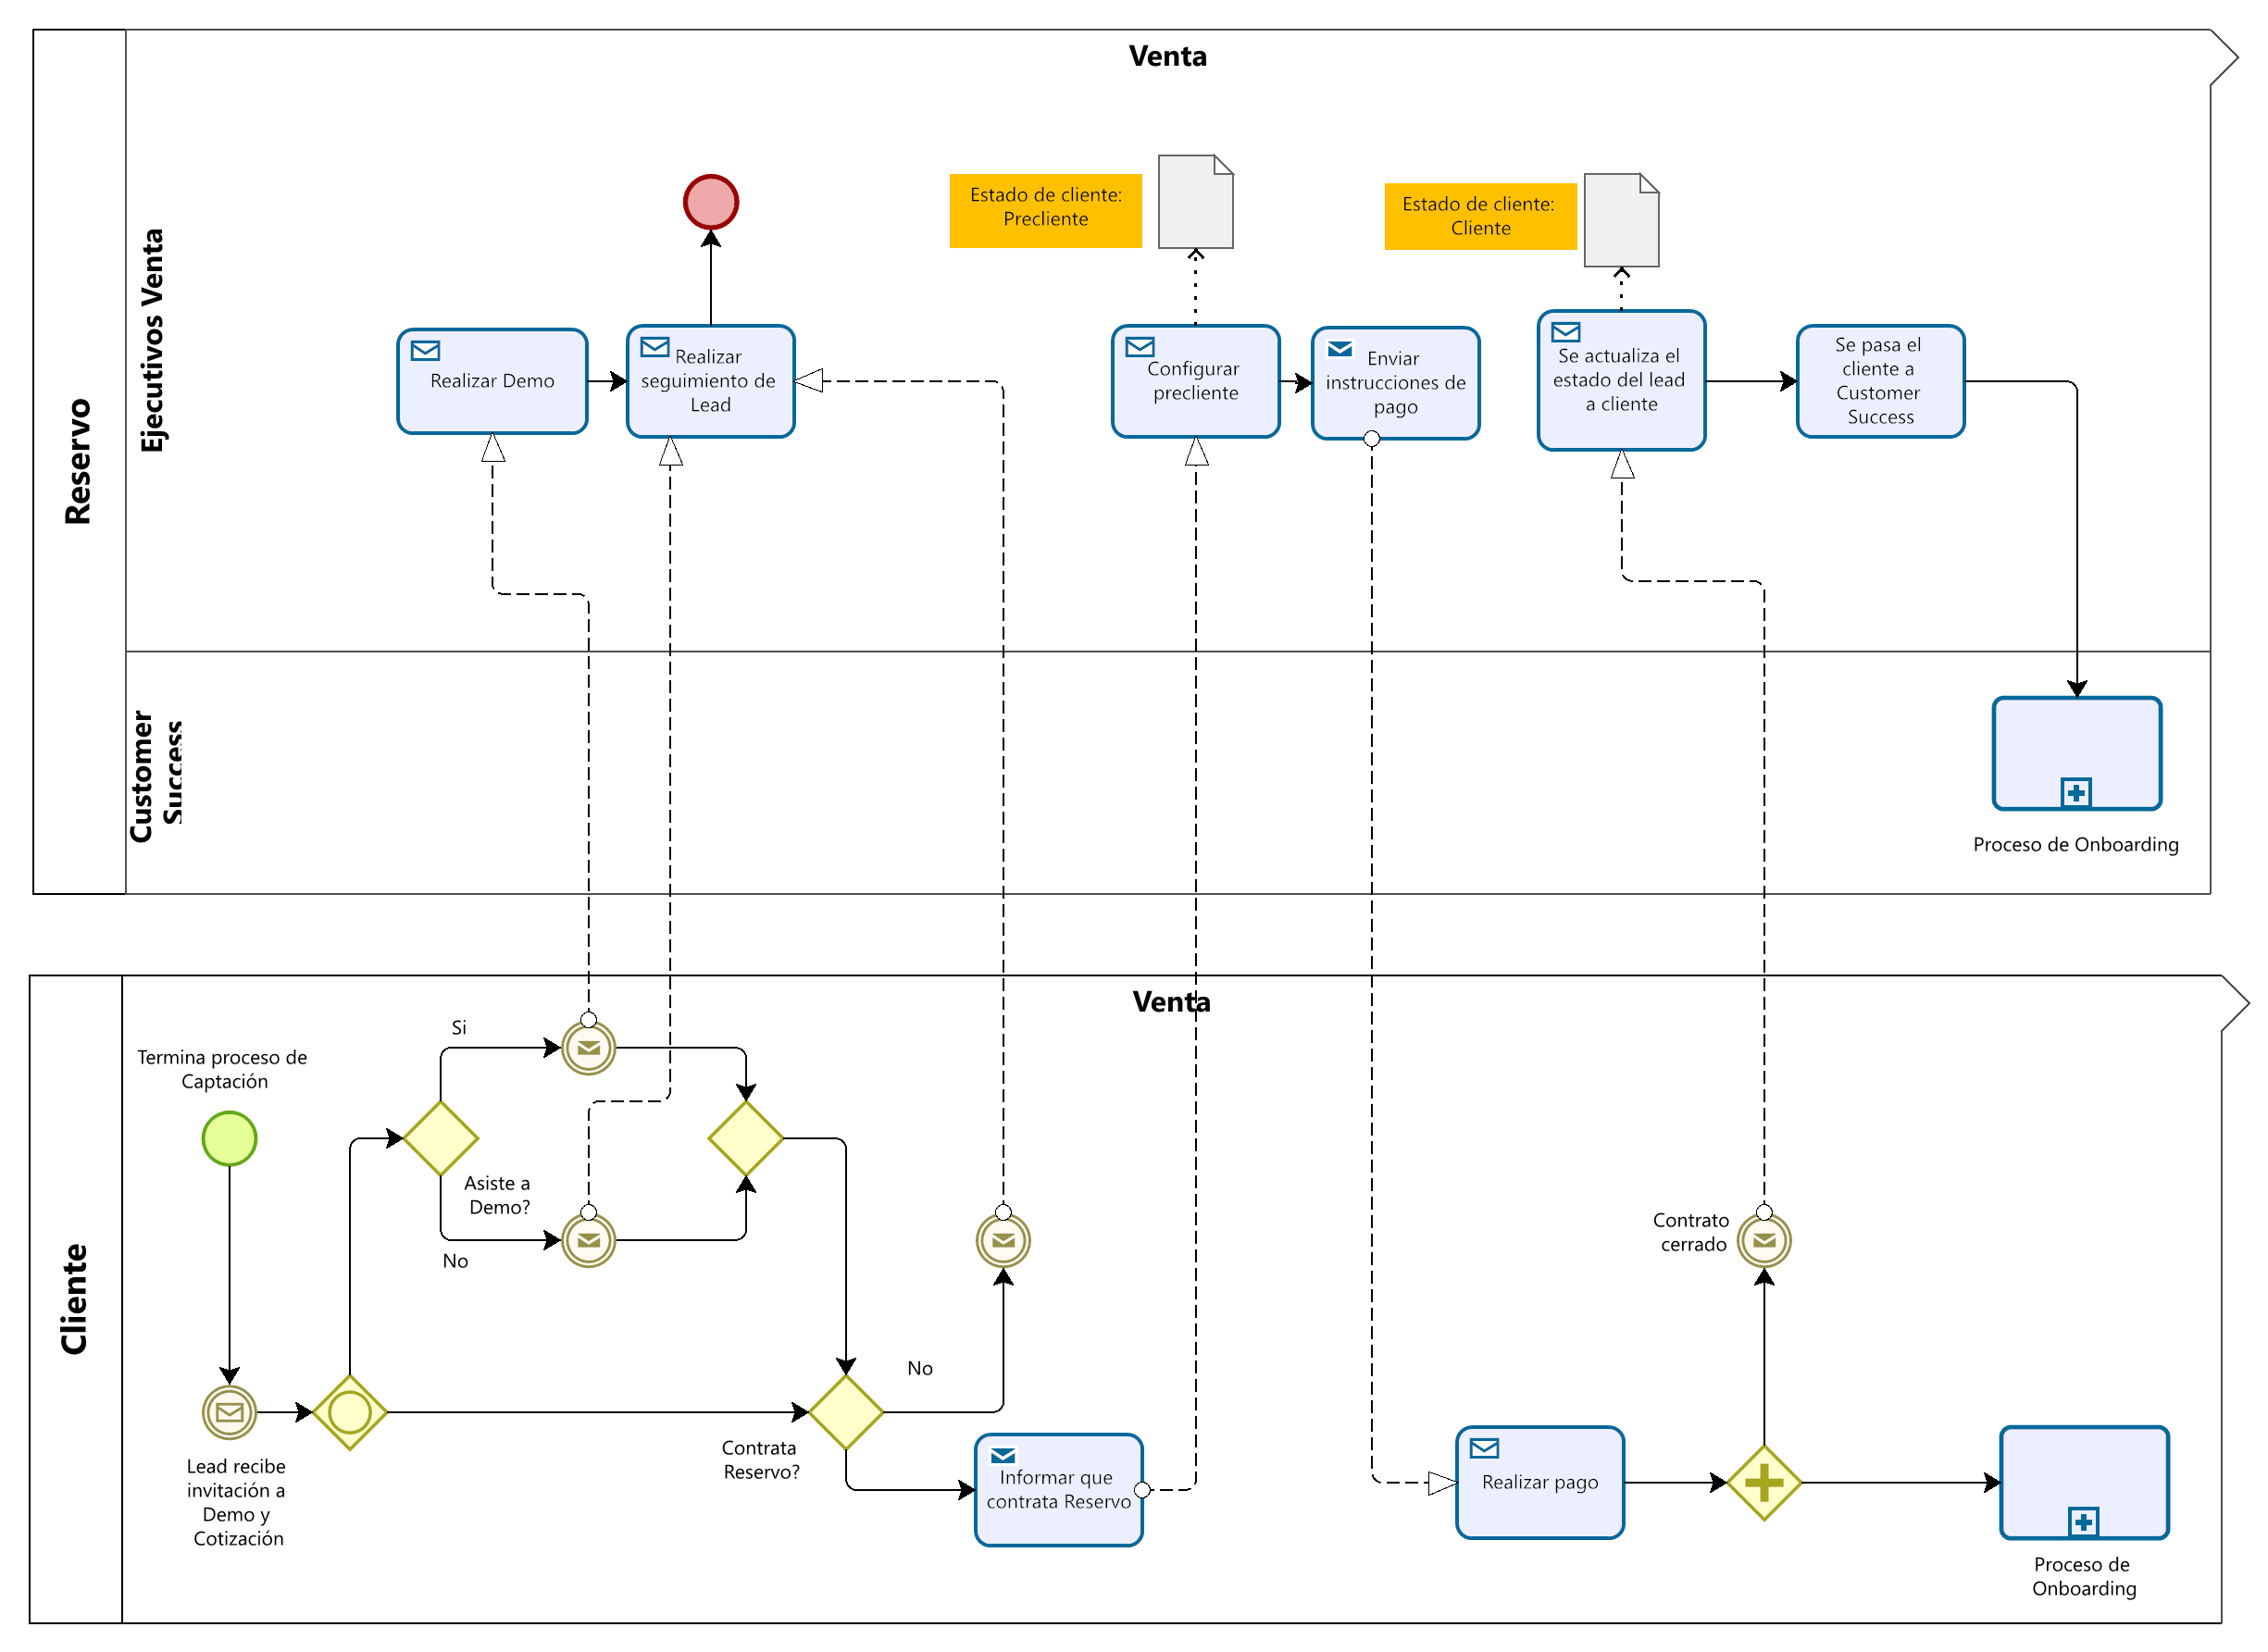 Venta
Reservo
Ejecutivos Venta
Estado de cliente:
Precliente
Estado de cliente:
Cliente
Realizar Demo
Realizar
seguimiento de
Lead
Configurar
precliente
Enviar
instrucciones de
pago
Se actualiza el
estado del lead
a cliente
Se pasa el
cliente a
Customer
Success
Customer
Success
Proceso de Onboarding
Venta
Cliente
Termina proceso de
Captación
Si
Asiste a
Demo?
No
Lead recibe
invitación a
Demo y
Cotización
Contrata
Reservo?
No
Informar que
contrata Reservo
Contrato
cerrado
Realizar pago
Proceso de
Onboarding